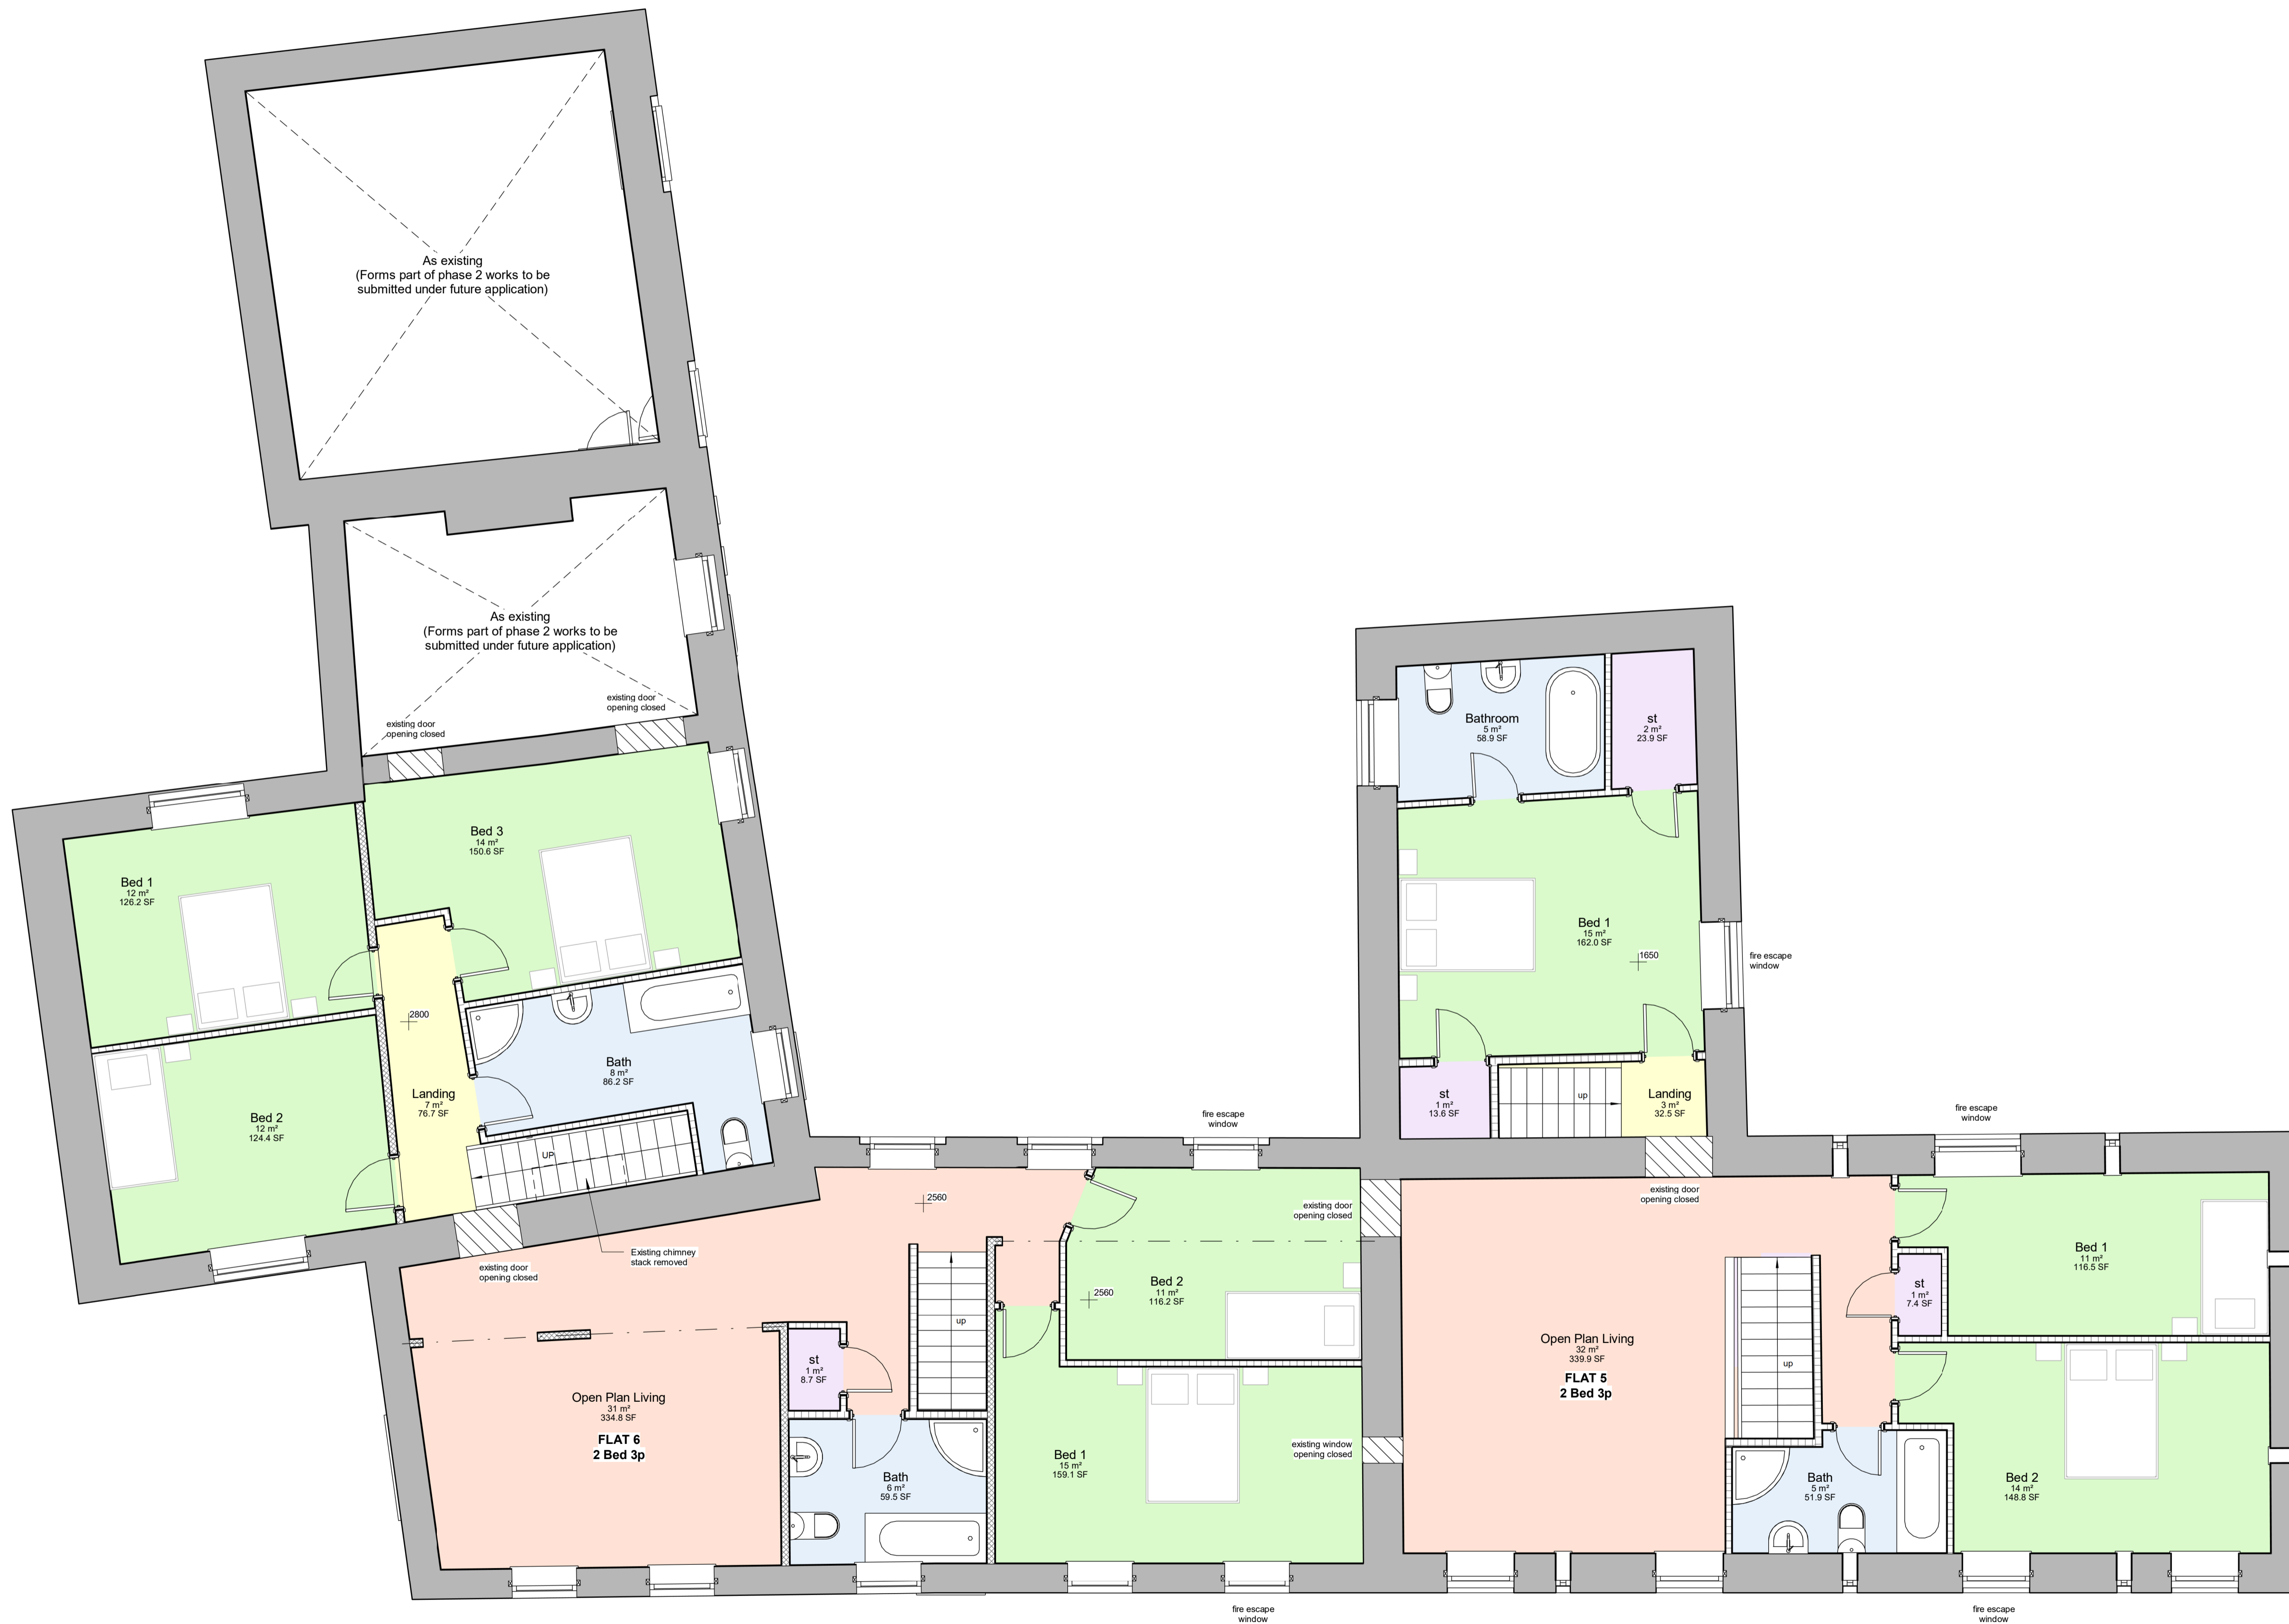 As existing
(Forms part of phase 2 works to be
submitted under future application)
As existing
(Forms part of phase 2 works to be
submitted under future application)
existing door
opening closed
existing door
opening closed
Bed 3
14 m²
150.6 SF
Bed 1
12 m²
126.2 SF
2800
Bath
8 m²
86.2 SF
Landing
7 m²
76.7 SF
Bed 2
12 m²
124.4 SF
UP
Existing chimney
stack removed
existing door
opening closed
2560
fire escape
window
existing door
opening closed
Bed 2
11 m²
116.2 SF
2560
up
st
1 m²
8.7 SF
Open Plan Living
31 m²
334.8 SF
FLAT 6
2 Bed 3p
Bath
6 m²
59.5 SF
Bed 1
15 m²
159.1 SF
existing window
opening closed
fire escape
window
Bathroom
5 m²
58.9 SF
st
2 m²
23.9 SF
Bed 1
15 m²
162.0 SF
1650
fire escape
window
st
1 m²
13.6 SF
up
Landing
3 m²
32.5 SF
existing door
opening closed
fire escape
window
Bed 1
11 m²
116.5 SF
st
1 m²
7.4 SF
Open Plan Living
32 m²
339.9 SF
FLAT 5
2 Bed 3p
up
Bath
5 m²
51.9 SF
Bed 2
14 m²
148.8 SF
fire escape
window